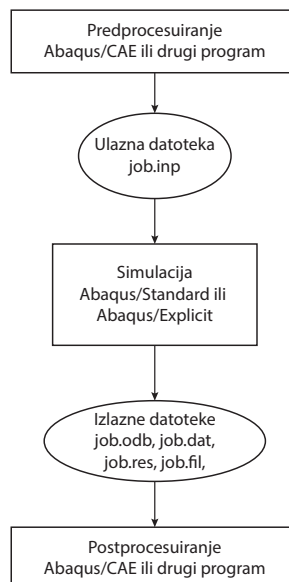 Predprocesuiranje
Abaqus/CAE ili drugi program
Ulazna datoteka
job.inp
Simulacija
Abaqus/Standard ili
Abaqus/Explicit
Izlazne datoteke
job.odb, job.dat,
job.res, job.fil,
Postprocesuiranje
Abaqus/CAE ili drugi program